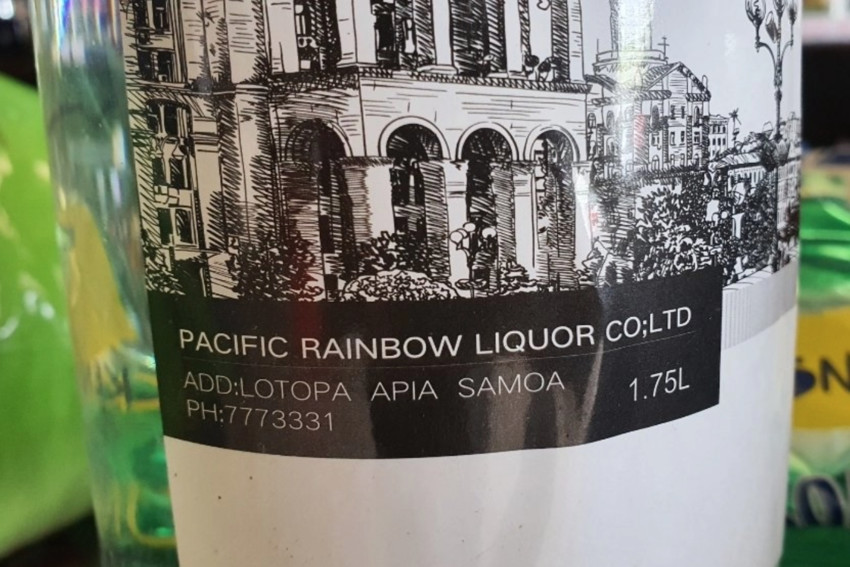 PACIFIC RAINBOW LIQUOR CO;LTD
ADD:LOTOPA APIA SAMOA 1.75L
PH:7773331